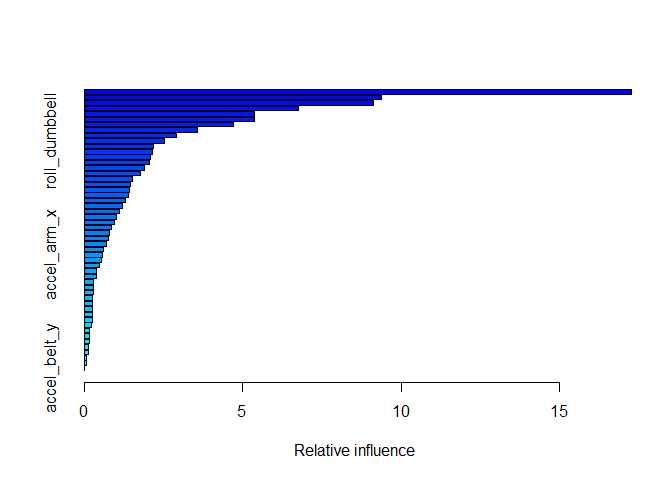 roll_dumbbell
accel_arm_x
accel_belt_y
0 5 10 15
Relative influence